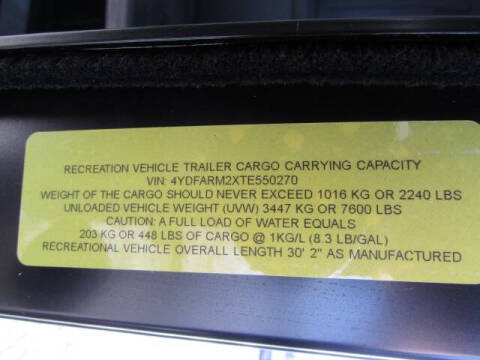 RECREATION VEHICLE TRAILER CARGO CARRYING CAPACITY
VIN: 4YDFARM2XTE550270
WEIGHT OF THE CARGO SHOULD NEVER EXCEED 1016 KG OR 2240 LBS
UNLOADED VEHICLE WEIGHT (UVW) 3447 KG OR 7600 LBS
CAUTION: A FULL LOAD OF WATER EQUALS
203 KG OR 448 LBS OF CARGO @ 1KG/L (8.3 LB/GAL)
RECREATIONAL VEHICLE OVERALL LENGTH 30' 2" AS MANUFACTURED